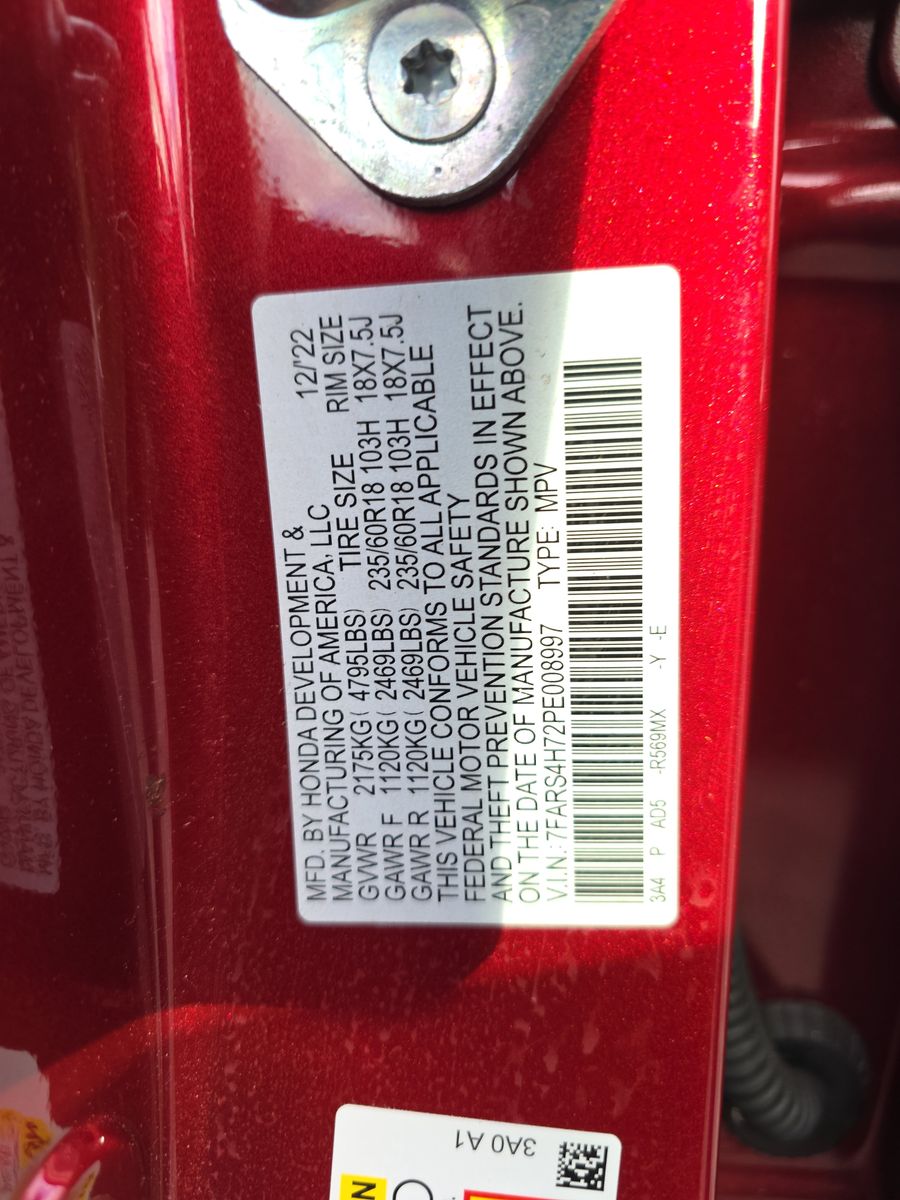 MFD. BY HONDA DEVELOPMENT &
MANUFACTURING OF AMERICA, LLC 12/'22
TIRE SIZE RIM SIZE
GVWR 2175KG( 4795LBS)
GAWR F 1120KG( 2469LBS) 235/60R18 103H 18X7.5J
GAWR R 1120KG( 2469LBS) 235/60R18 103H 18X7.5J
THIS VEHICLE CONFORMS TO ALL APPLICABLE
FEDERAL MOTOR VEHICLE SAFETY
AND THEFT PREVENTION STANDARDS IN EFFECT
ON THE DATE OF MANUFACTURE SHOWN ABOVE.
V.I.N.: 7FARS4H72PE008997 TYPE: MPV
3A4 P AD5 -R569MX -Y -E
3A0 A1